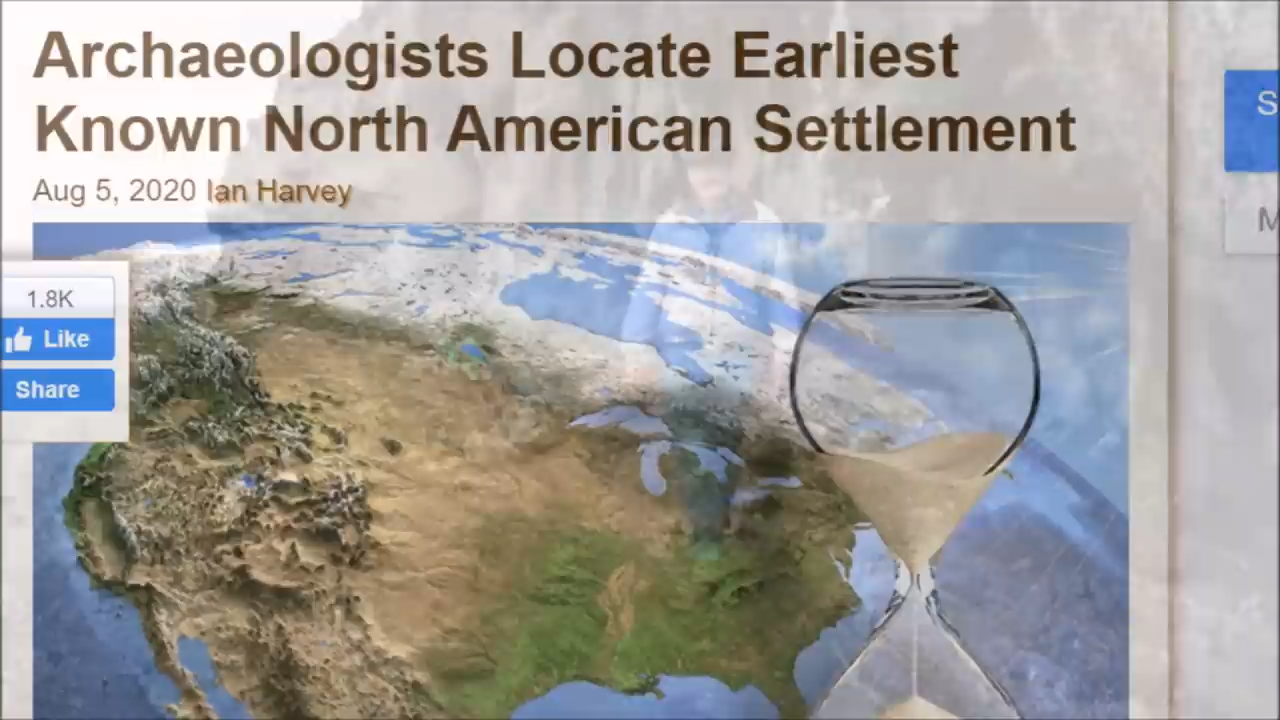 Archaeologists Locate Earliest
Known North American Settlement
Aug 5, 2020 Ian Harvey
1.8K
Like
Share
S
M